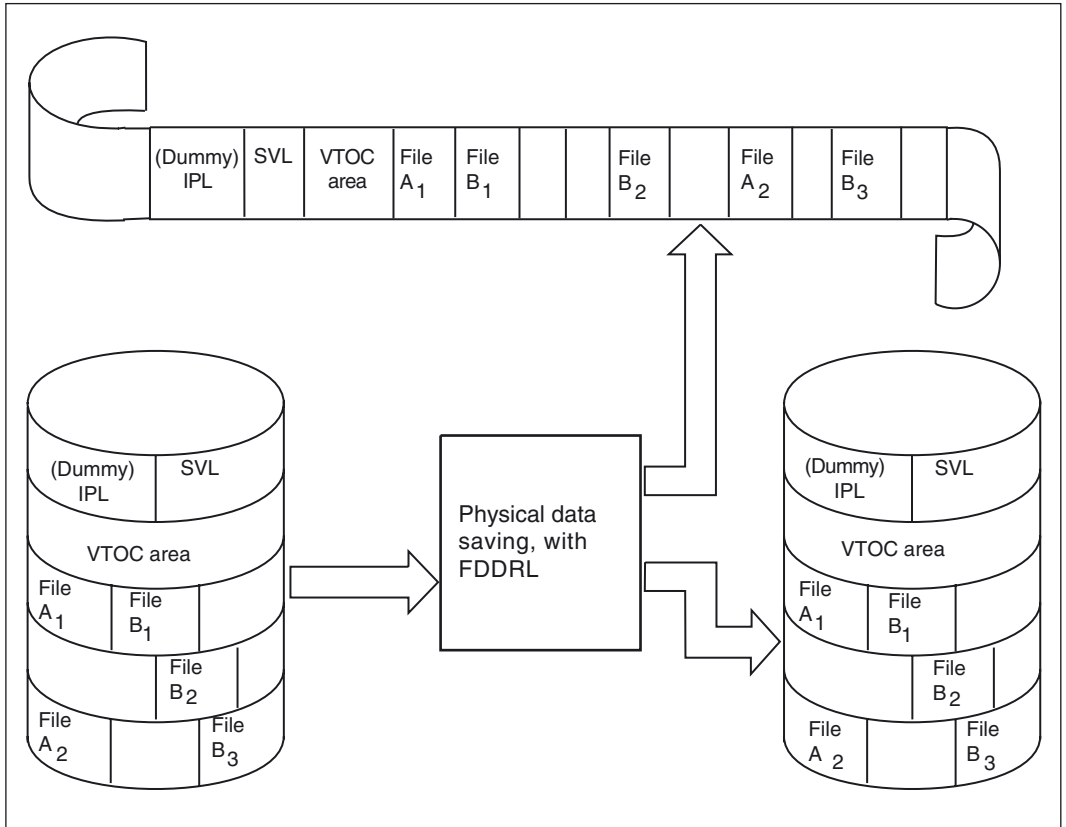 (Dummy)
IPL
SVL
VTOC
area
File
A1
File
B1
File
B2
File
A2
File
B3
(Dummy)
IPL
SVL
VTOC area
File
A1
File
B1
File
B2
File
A2
File
B3
Physical data
saving, with
FDDRL
(Dummy)
IPL
SVL
VTOC area
File
A1
File
B1
File
B2
File
A 2
File
B3